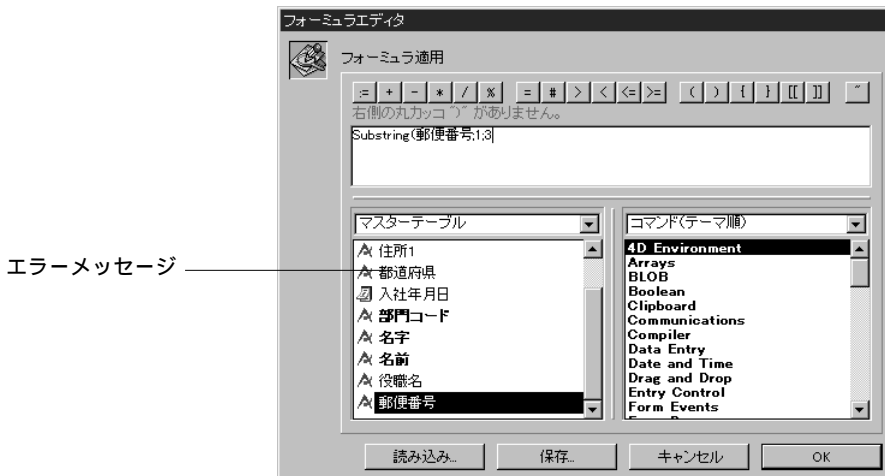 フォーミュラエディタ
フォーミュラ適用
:= + - * / % = # > < <= >= ( ) { } [[ ]] ˝
右側の丸カッコ ")" がありません。
Substring(郵便番号;1;3
マスターテーブル
コマンド(テーマ順)
エラーメッセージ
住所1
都道府県
入社年月日
部門コード
名字
名前
役職名
郵便番号
4D Environment
Arrays
BLOB
Boolean
Clipboard
Communications
Compiler
Data Entry
Date and Time
Drag and Drop
Entry Control
Form Events
読み込み...
保存...
キャンセル
OK